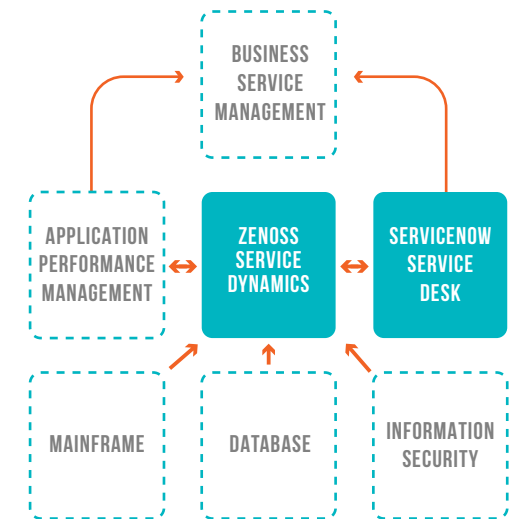 BUSINESS
SERVICE
MANAGEMENT
APPLICATION
PERFORMANCE
MANAGEMENT
ZENOSS
SERVICE
DYNAMICS
SERVICENOW
SERVICE
DESK
MAINFRAME
DATABASE
INFORMATION
SECURITY